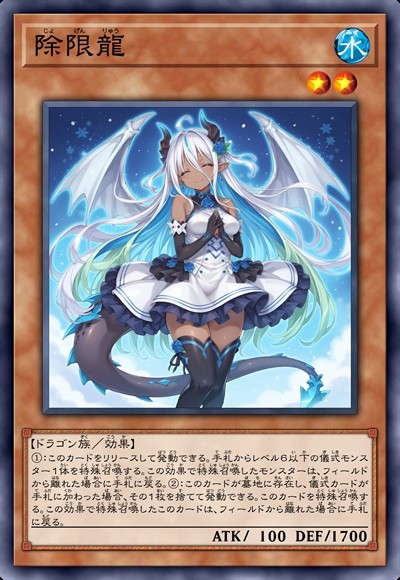 じょ げん りゅう
除限龍
みず
水
【ドラゴン族／効果】
①：このカードをリリースして発動できる。手札からレベル６以下の儀式モン
スター１体を特殊召喚する。この効果で特殊召喚したモンスターは、フィールド
から離れた場合に手札に戻る。②：このカードが墓地に存在し、儀式カードが
手札に加わった場合、その１枚を捨てて発動できる。このカードを特殊召喚す
る。この効果で特殊召喚したこのカードは、フィールドから離れた場合に手札
に戻る。
ATK/ 100 DEF/1700